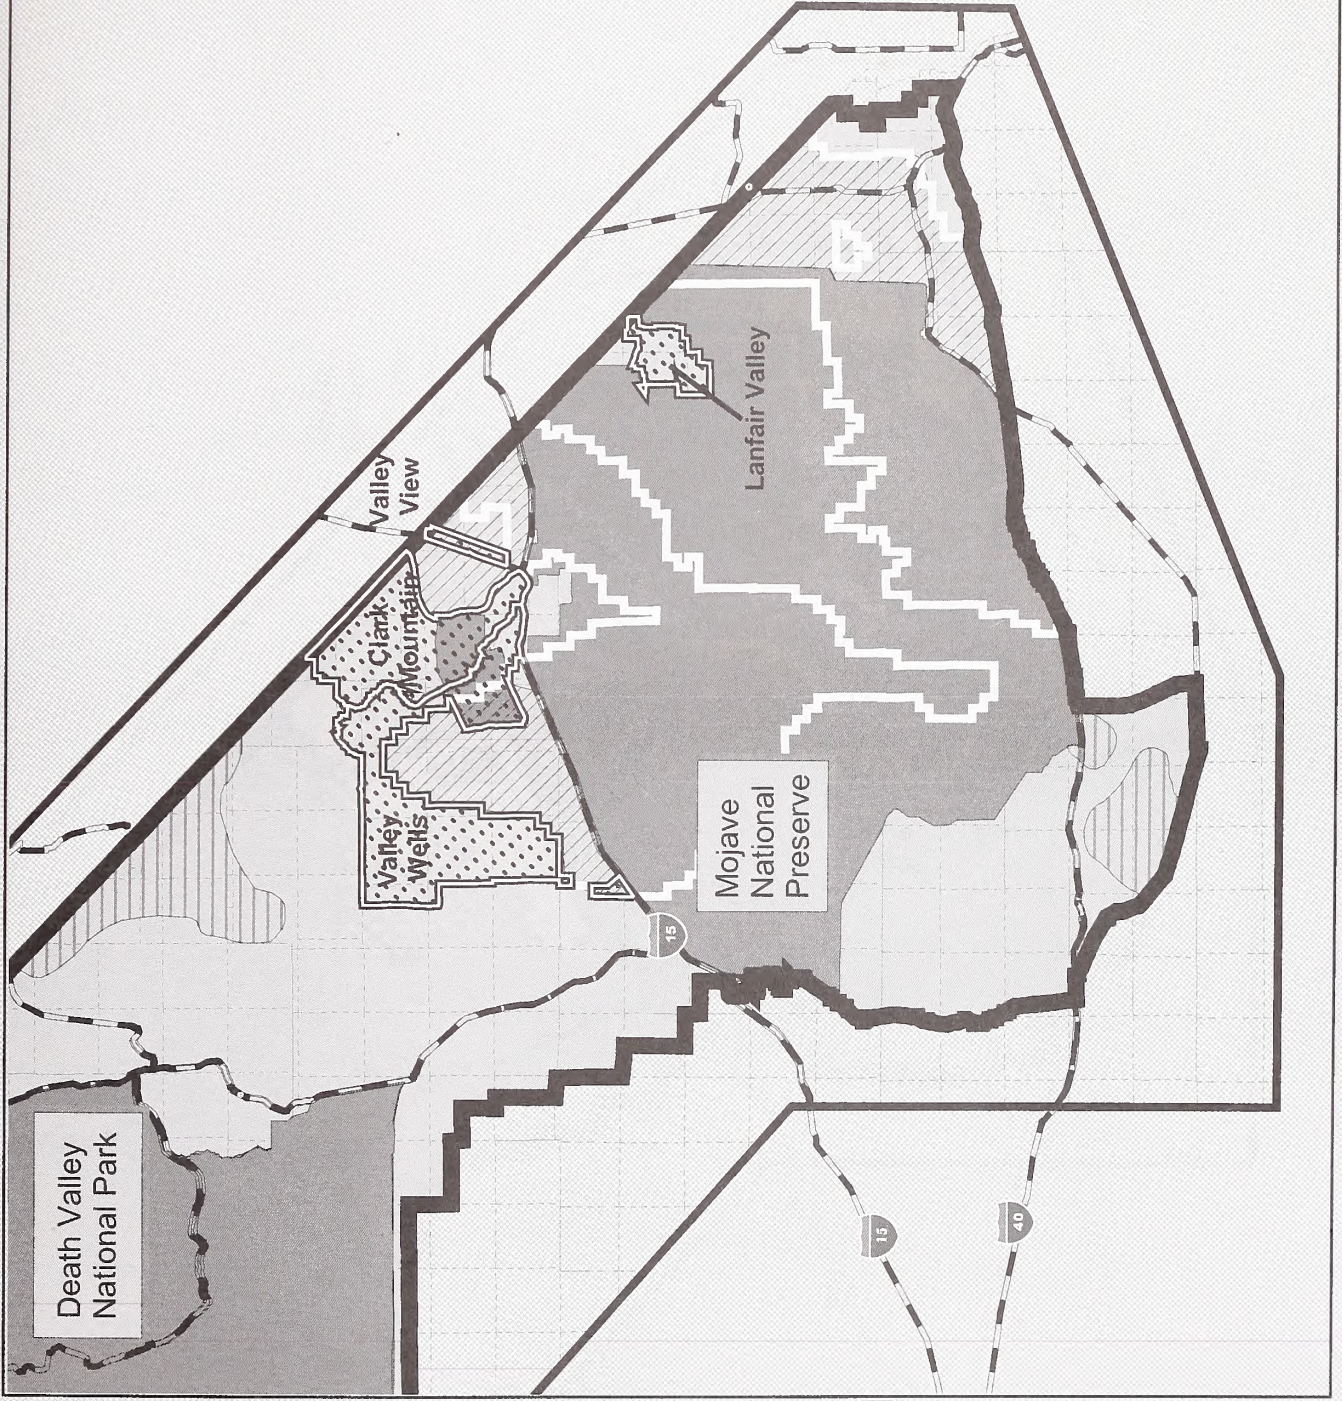 Death Valley
National Park
Mojave
National
Preserve
Valley
Wells
Clark
Mountain
Valley
View
Lanfair Valley
15
15
40